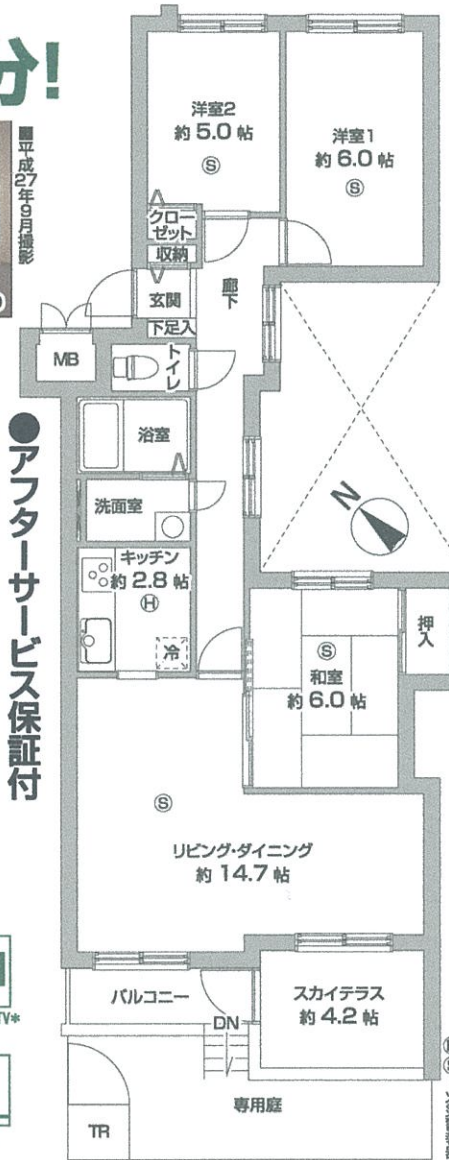 分!
■平成27年9月撮影
洋室2
約 5.0 帖
Ⓢ
洋室1
約 6.0 帖
Ⓢ
クロー
ゼット
収納
玄関
下足入
廊下
MB
トイレ
浴室
洗面室
キッチン
約 2.8 帖
Ⓗ
冷
N
押入
Ⓢ
和室
約 6.0 帖
●アフターサービス保証付
Ⓢ
リビング・ダイニング
約 14.7 帖
バルコニー
スカイテラス
約 4.2 帖
DN
専用庭
TR
TV*